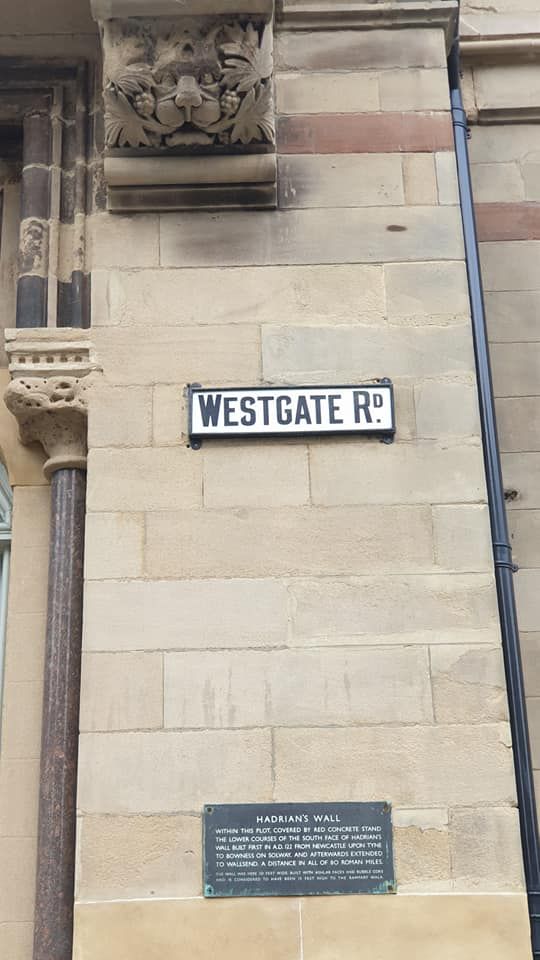 WESTGATE RD.
HADRIAN'S WALL
WITHIN THIS PLOT, COVERED BY RED CONCRETE STAND
THE LOWER COURSES OF THE SOUTH FACE OF HADRIAN'S
WALL BUILT FIRST IN A.D. 122 FROM NEWCASTLE UPON TYNE
TO BOWNESS ON SOLWAY, AND AFTERWARDS EXTENDED
TO WALLSEND, A DISTANCE IN ALL OF 80 ROMAN MILES.
THE WALL WAS HERE 10 FEET WIDE, BUILT WITH ASHLAR FACES AND RUBBLE CORE
AND IS CONSIDERED TO HAVE BEEN 15 FEET HIGH TO THE RAMPART WALK.